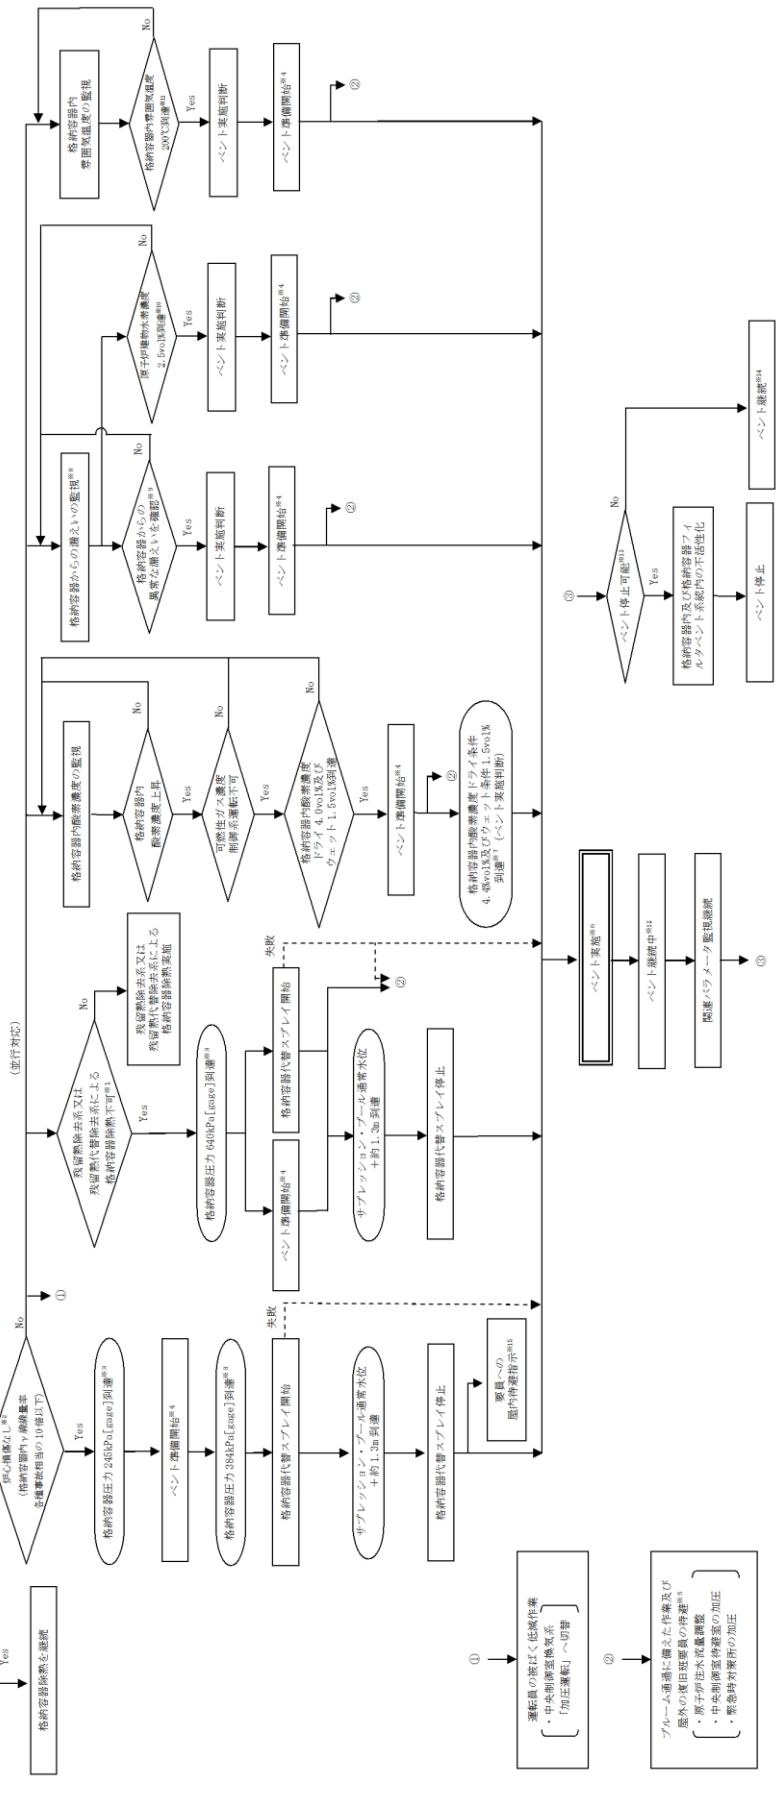 Yes
格納容器除熱を継続
炉心損傷なし※2
(格納容器内γ線線量率
各種事故相当の10倍以下)
No
Yes
①
格納容器圧力 245kPa[gage]到達※3
ベント準備開始※4
格納容器圧力 384kPa[gage]到達※3
格納容器代替スプレイ開始
失敗
サプレッション・プール通常水位
+約1.3m到達
格納容器代替スプレイ停止
要員への
屋内待避指示※15
(並行対応)
残留熱除去系又は
残留熱代替除去系による
格納容器除熱不可※1
No
残留熱除去系又は
残留熱代替除去系による
格納容器除熱実施
Yes
格納容器圧力 640kPa[gage]到達※3
ベント準備開始※4
格納容器代替スプレイ開始
失敗
②
サプレッション・プール通常水位
+約1.3m到達
格納容器代替スプレイ停止
格納容器内酸素濃度の監視
格納容器内
酸素濃度上昇
No
Yes
可燃性ガス濃度
制御系運転不可
No
Yes
格納容器内酸素濃度
ドライ 4.0vol%及び
ウェット 1.5vol%到達
No
Yes
ベント準備開始※4
②
格納容器内酸素濃度ドライ条件
4.4%vol%及びウェット条件 1.5vol%
到達※7 (ベント実施判断)
格納容器からの漏えいの監視※8
格納容器からの
異常な漏えいを確認※9
No
Yes
ベント実施判断
ベント準備開始※4
②
原子炉建物水素濃度
2.5vol%到達※10
No
Yes
ベント実施判断
ベント準備開始※4
②
格納容器内
雰囲気温度の監視
格納容器内雰囲気温度
200℃到達※11
No
Yes
ベント実施判断
ベント準備開始※4
②
ベント実施※6
ベント継続中※12
関連パラメータ監視継続
③
③
ベント停止可能※13
No
Yes
格納容器内及び格納容器フィ
ルタベント系統内の不活性化
ベント停止
ベント継続※14
①
運転員の被ばく低減作業
・中央制御室換気系
「加圧運転」へ切替
②
プルーム通過に備えた作業及び
屋外の復旧班要員の待避※5
・原子炉注水流量調整
・中央制御室待避室の加圧
・緊急時対策所の加圧